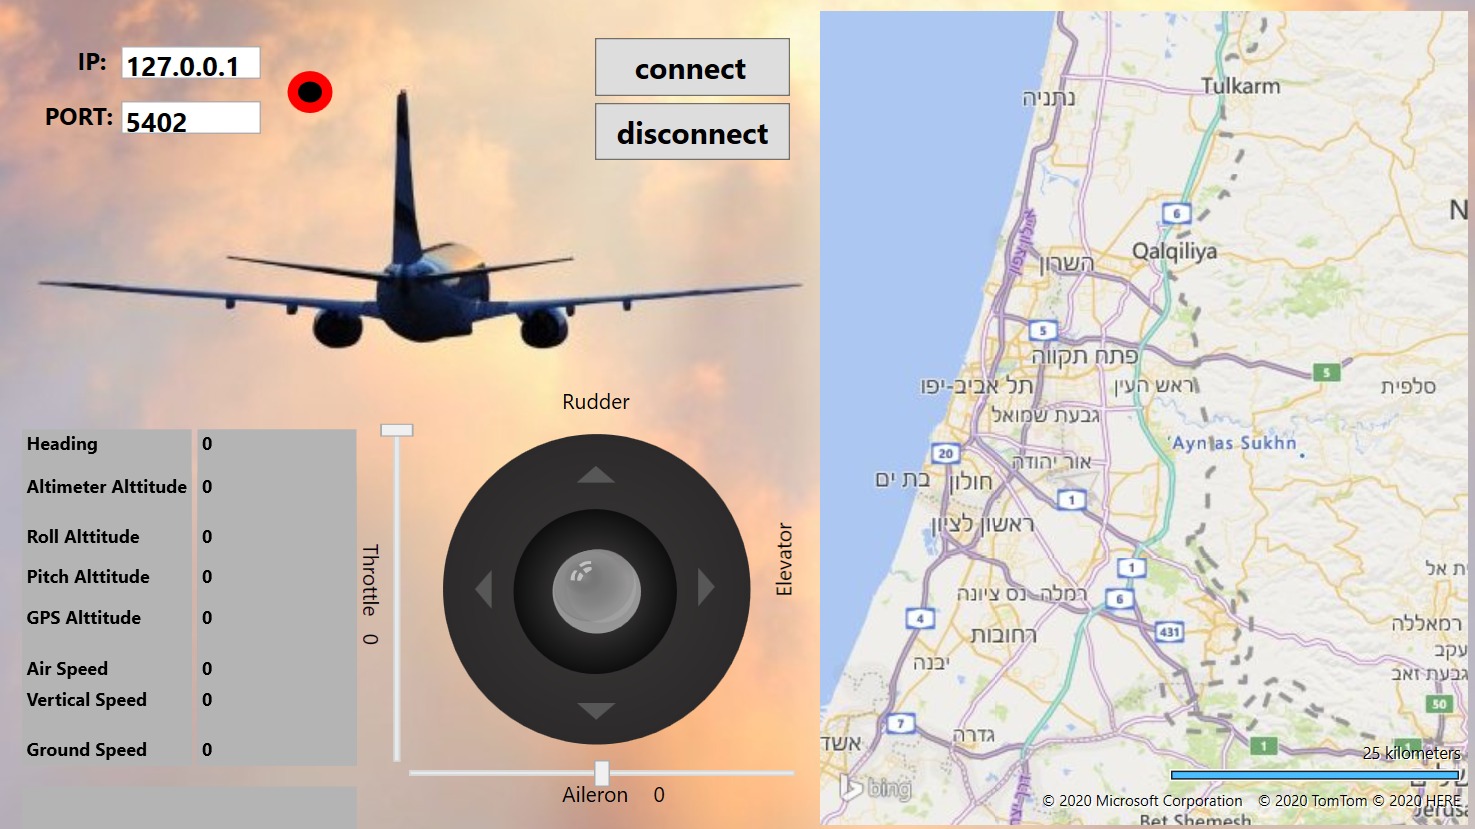 IP:
127.0.0.1
PORT:
5402
connect
disconnect
Rudder
Heading 0
Altimeter Alttitude 0
Roll Alttitude 0
Pitch Alttitude 0
GPS Alttitude 0
Air Speed 0
Vertical Speed 0
Ground Speed 0
Throttle 0
Elevator
Aileron 0
Tulkarm
נתניה
6
Qalqiliya
השרון
5
פתח תקווה
5
תל אביב-יפו
ראש העין
סלפית
גבעת שמואל
20
'Ayn as Sukhn
אור יהודה
בת ים
חולון
1
ראשון לציון
1
6
רמלה
נס ציונה
4
רחובות
431
רמאללה
יבנה
גבעת זאב
50
7
גדרה
1
1
25 kilometers
bing
© 2020 Microsoft Corporation © 2020 TomTom © 2020 HERE
Bet Shemesh